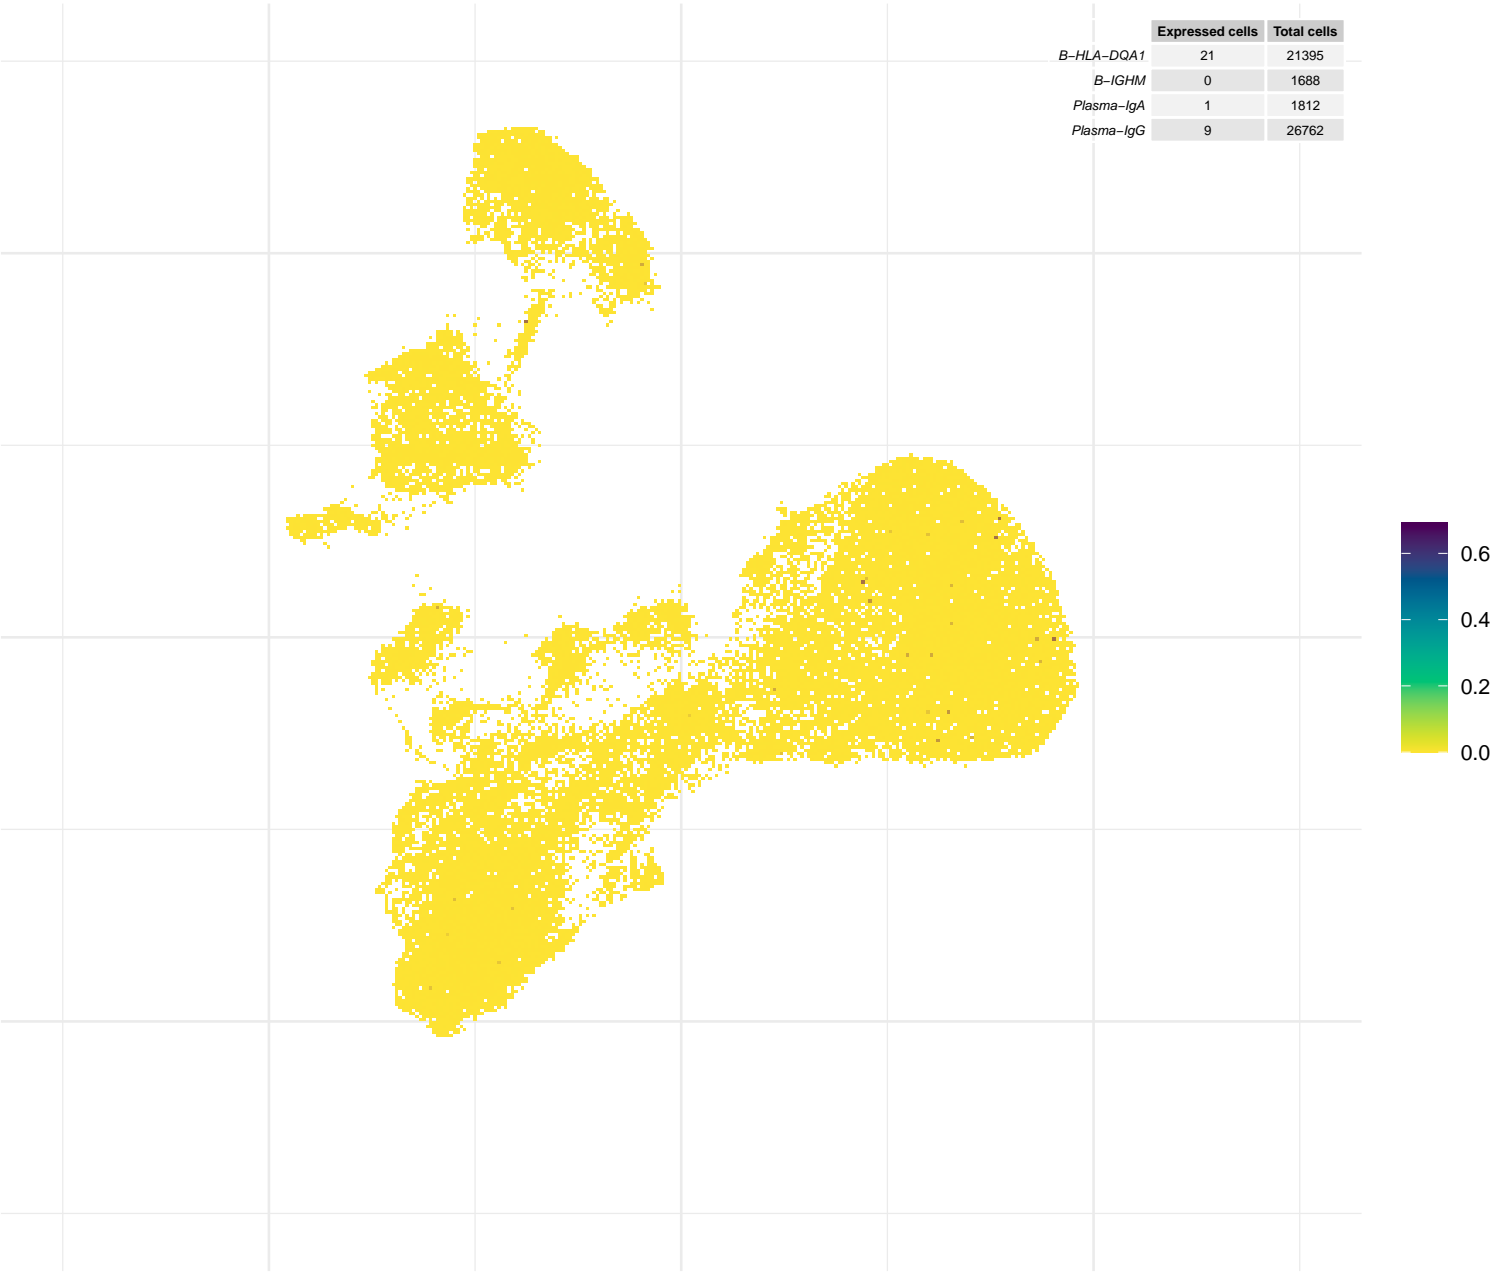 Expressed cells Total cells
B−HLA−DQA1 21 21395
B−IGHM 0 1688
Plasma−IgA 1 1812
Plasma−IgG 9 26762
0.6
0.4
0.2
0.0